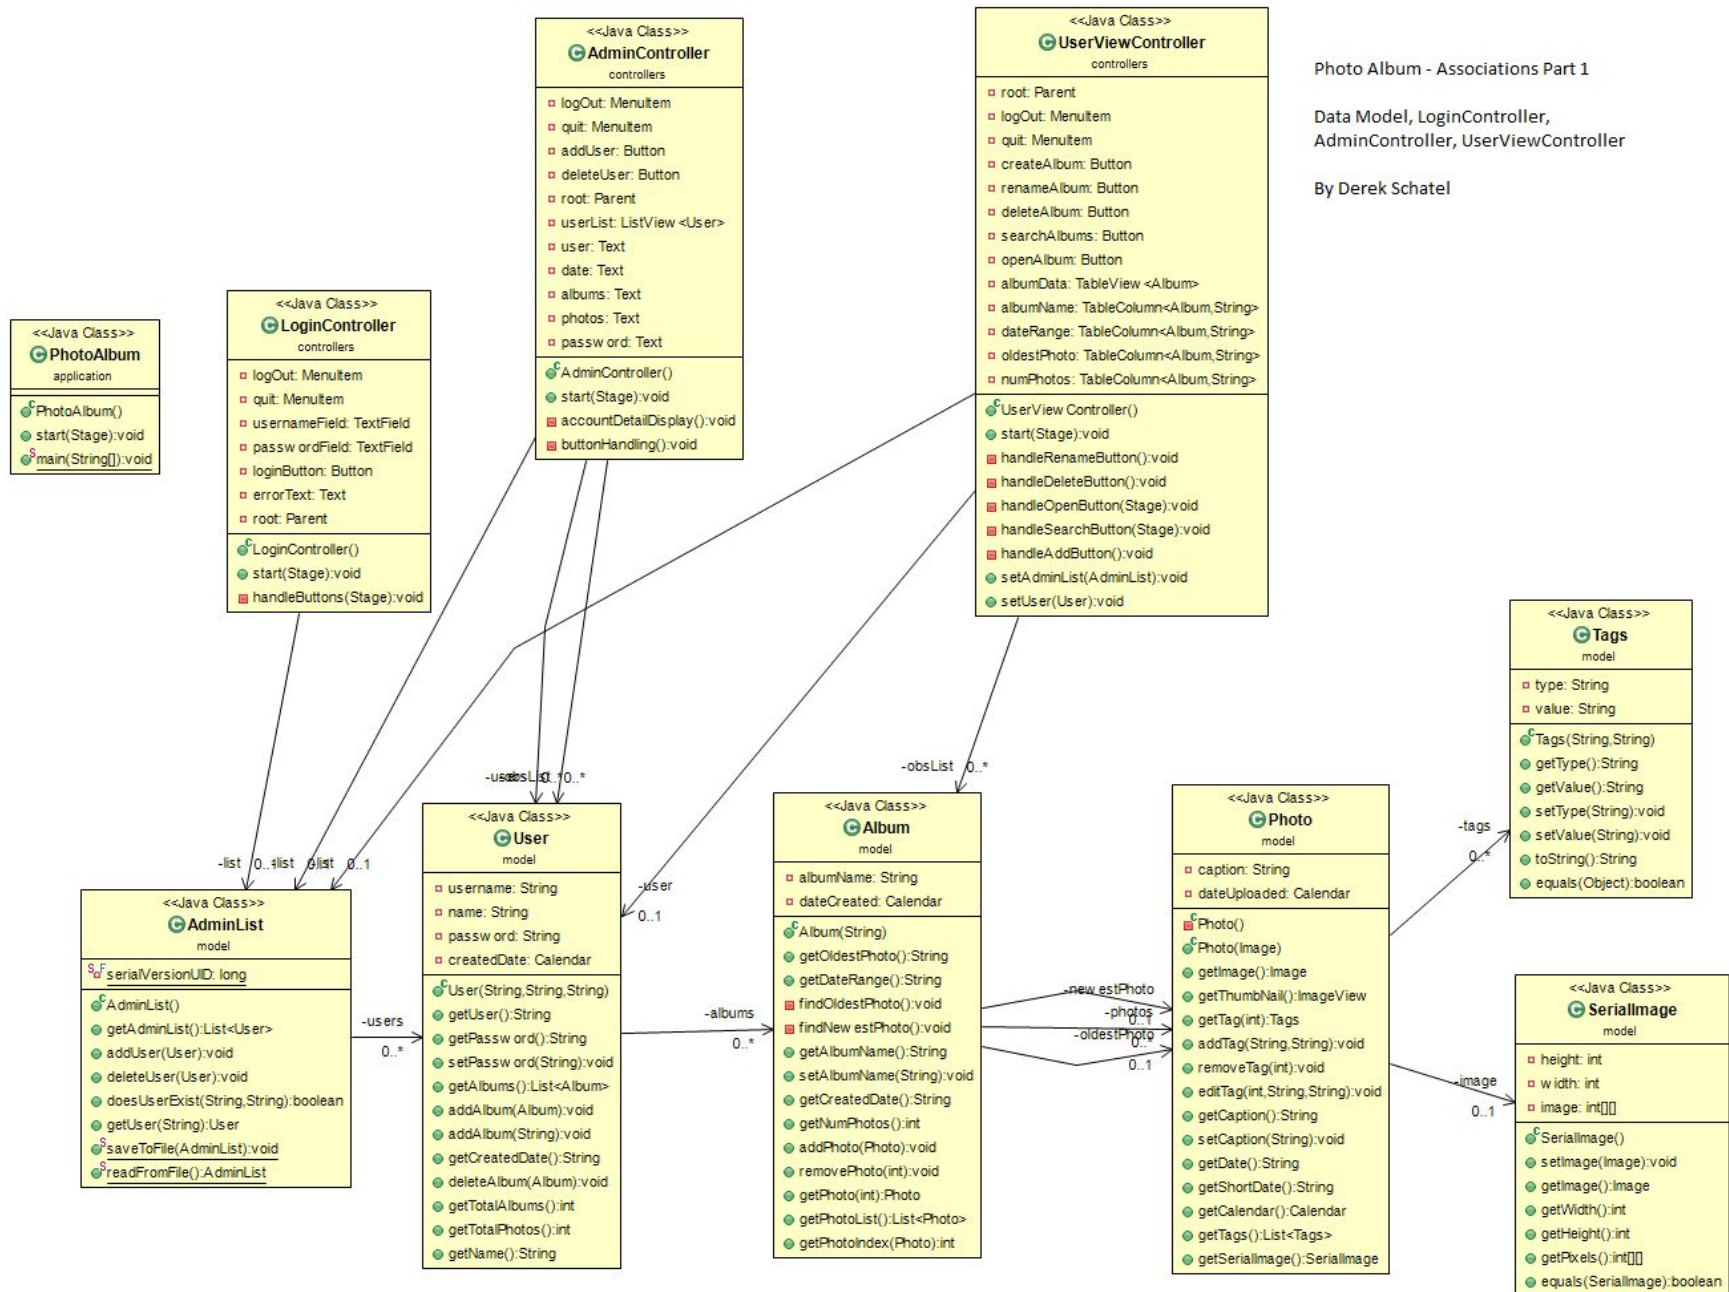 Photo Album - Associations Part 1
Data Model, LoginController,
AdminController, UserViewController
By Derek Schatel
<<Java Class>>
PhotoAlbum
application
PhotoAlbum()
start(Stage):void
main(String[]):void
<<Java Class>>
LoginController
controllers
logOut: MenuItem
quit: MenuItem
usernameField: TextField
passwordField: TextField
loginButton: Button
errorText: Text
root: Parent
LoginController()
start(Stage):void
handleButtons(Stage):void
<<Java Class>>
AdminController
controllers
logOut: MenuItem
quit: MenuItem
addUser: Button
deleteUser: Button
root: Parent
userList: ListView <User>
user: Text
date: Text
albums: Text
photos: Text
password: Text
AdminController()
start(Stage):void
accountDetailDisplay():void
buttonHandling():void
<<Java Class>>
UserViewController
controllers
root: Parent
logOut: MenuItem
quit: MenuItem
createAlbum: Button
renameAlbum: Button
deleteAlbum: Button
searchAlbums: Button
openAlbum: Button
albumData: TableView <Album>
albumName: TableColumn<Album,String>
dateRange: TableColumn<Album,String>
oldestPhoto: TableColumn<Album,String>
numPhotos: TableColumn<Album,String>
UserViewController()
start(Stage):void
handleRenameButton():void
handleDeleteButton():void
handleOpenButton(Stage):void
handleSearchButton(Stage):void
handleAddButton():void
setAdminList(AdminList):void
setUser(User):void
-list 0..1
-list
-list 0..1
-obsList 0..*
0..*
-obsList 0..*
-user
0..1
<<Java Class>>
AdminList
model
serialVersionUID: long
AdminList()
getAdminList():List<User>
addUser(User):void
deleteUser(User):void
doesUserExist(String,String):boolean
getUser(String):User
saveToFile(AdminList):void
readFromFile():AdminList
-users
0..*
<<Java Class>>
User
model
username: String
name: String
password: String
createdDate: Calendar
User(String,String,String)
getUser():String
getPassword():String
setPassword(String):void
getAlbums():List<Album>
addAlbum(Album):void
addAlbum(String):void
getCreatedDate():String
deleteAlbum(Album):void
getTotalAlbums():int
getTotalPhotos():int
getName():String
-albums
0..*
<<Java Class>>
Album
model
albumName: String
dateCreated: Calendar
Album(String)
getOldestPhoto():String
getDateRange():String
findOldestPhoto():void
findNewestPhoto():void
getAlbumName():String
setAlbumName(String):void
getCreatedDate():String
getNumPhotos():int
addPhoto(Photo):void
removePhoto(int):void
getPhoto(int):Photo
getPhotoList():List<Photo>
getPhotoIndex(Photo):int
-newestPhoto
-photos
0..1
-oldestPhoto
0..*
0..1
<<Java Class>>
Photo
model
caption: String
dateUploaded: Calendar
Photo()
Photo(Image)
getImage():Image
getThumbNail():ImageView
getTag(int):Tags
addTag(String,String):void
removeTag(int):void
editTag(int,String,String):void
getCaption():String
setCaption(String):void
getDate():String
getShortDate():String
getCalendar():Calendar
getTags():List<Tags>
getSerialImage():SerialImage
-tags
0..*
-image
0..1
<<Java Class>>
Tags
model
type: String
value: String
Tags(String,String)
getType():String
getValue():String
setType(String):void
setValue(String):void
toString():String
equals(Object):boolean
<<Java Class>>
SerialImage
model
height: int
width: int
image: int[][]
SerialImage()
setImage(Image):void
getImage():Image
getWidth():int
getHeight():int
getPixels():int[][]
equals(SerialImage):boolean